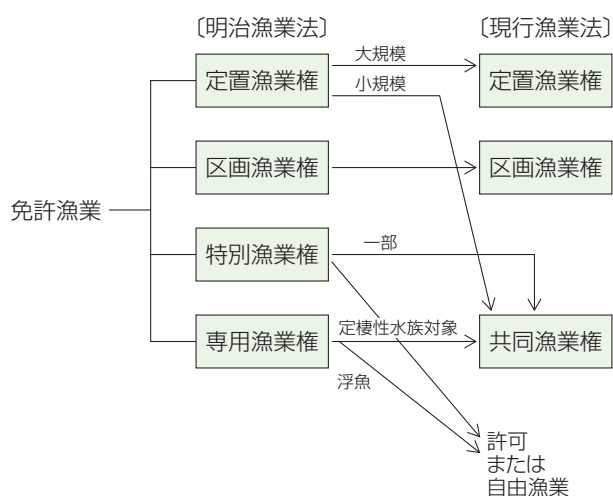 〔明治漁業法〕
〔現行漁業法〕
大規模
定置漁業権
定置漁業権
小規模
区画漁業権
区画漁業権
免許漁業
特別漁業権
一部
定棲性水族対象
専用漁業権
共同漁業権
浮魚
許可
または
自由漁業